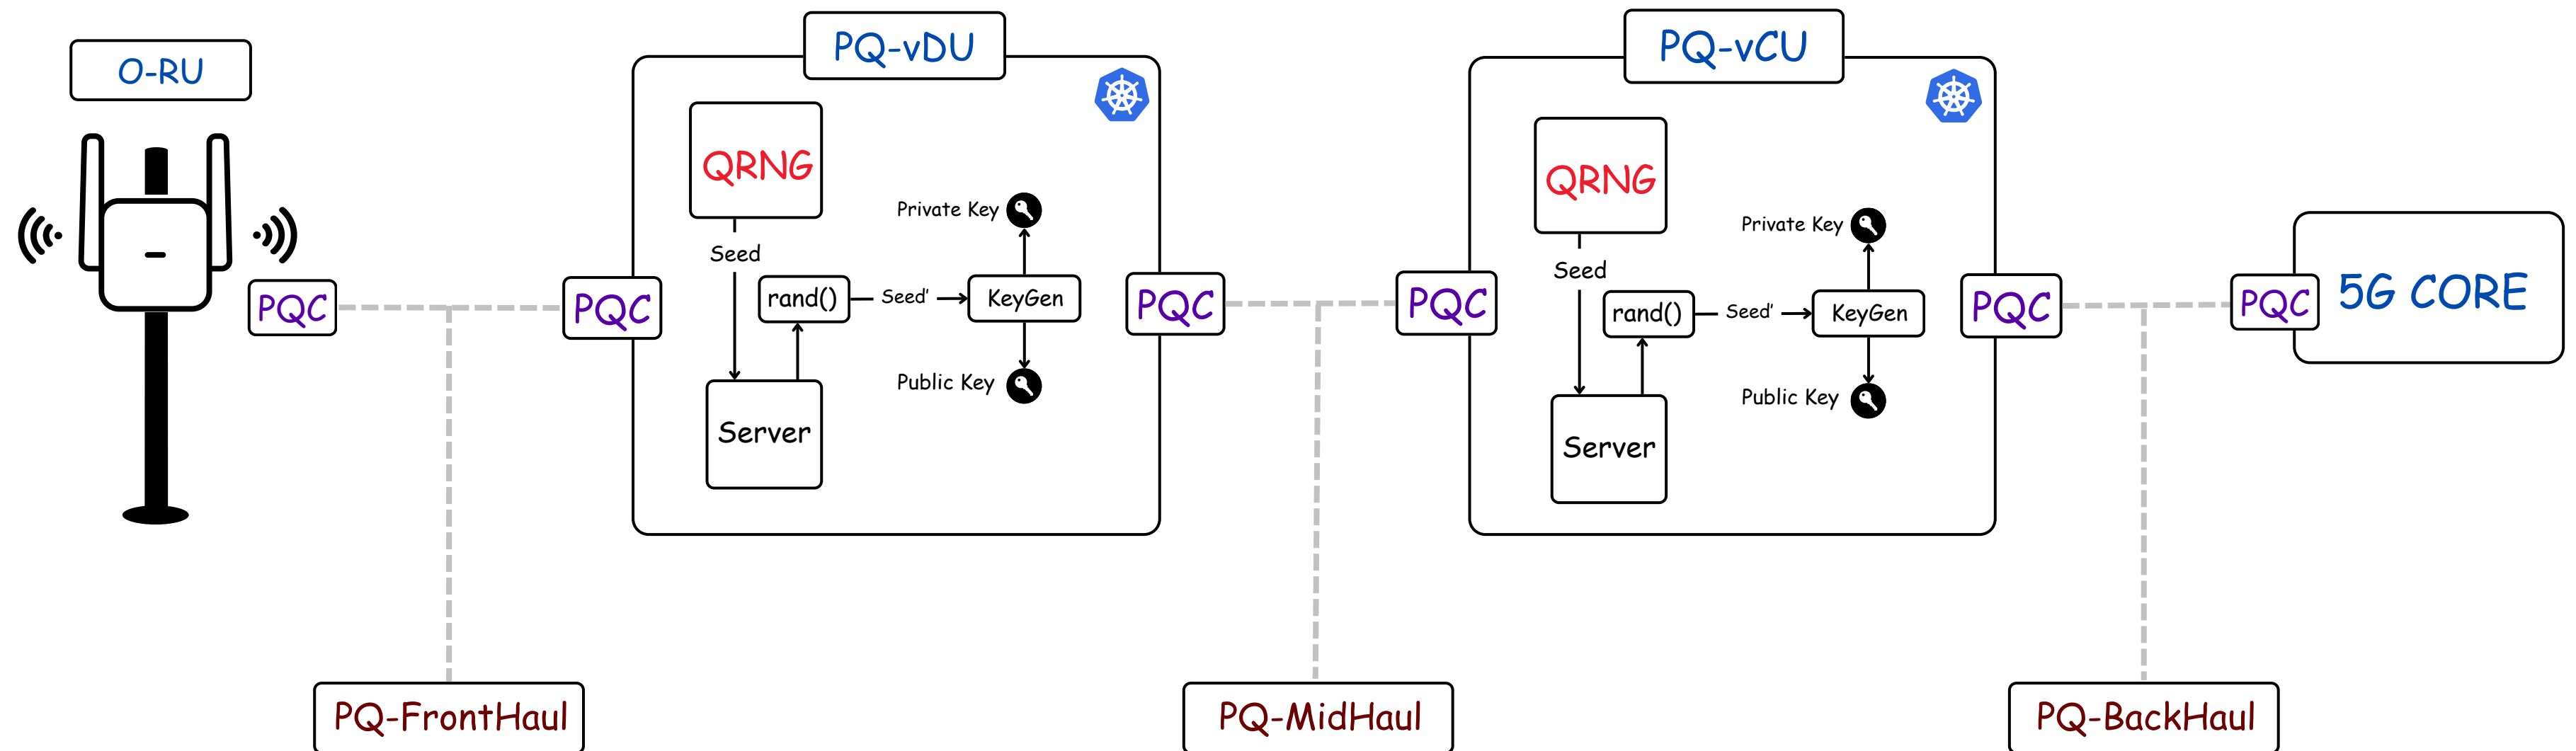 O-RU
PQC
PQ-FrontHaul
PQC
PQ-vDU
QRNG
Seed
Server
rand()
Seed'
KeyGen
Private Key
Public Key
PQC
PQ-MidHaul
PQC
PQ-vCU
QRNG
Seed
Server
rand()
Seed'
KeyGen
Private Key
Public Key
PQC
PQ-BackHaul
PQC
5G CORE